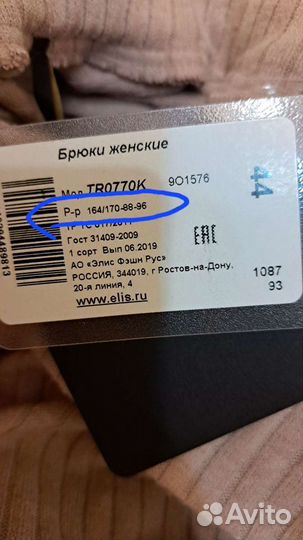 Брюки женские
Мод. TR0770K 9O1576
Р-р 164/170-88-96
Гост 31409-2009
1 сорт Вып 06.2019
АО «Элис Фэшн Рус»
РОССИЯ, 344019, г Ростов-на-Дону,
20-я линия, 4
www.elis.ru
EAC
44
1087
93
Avito